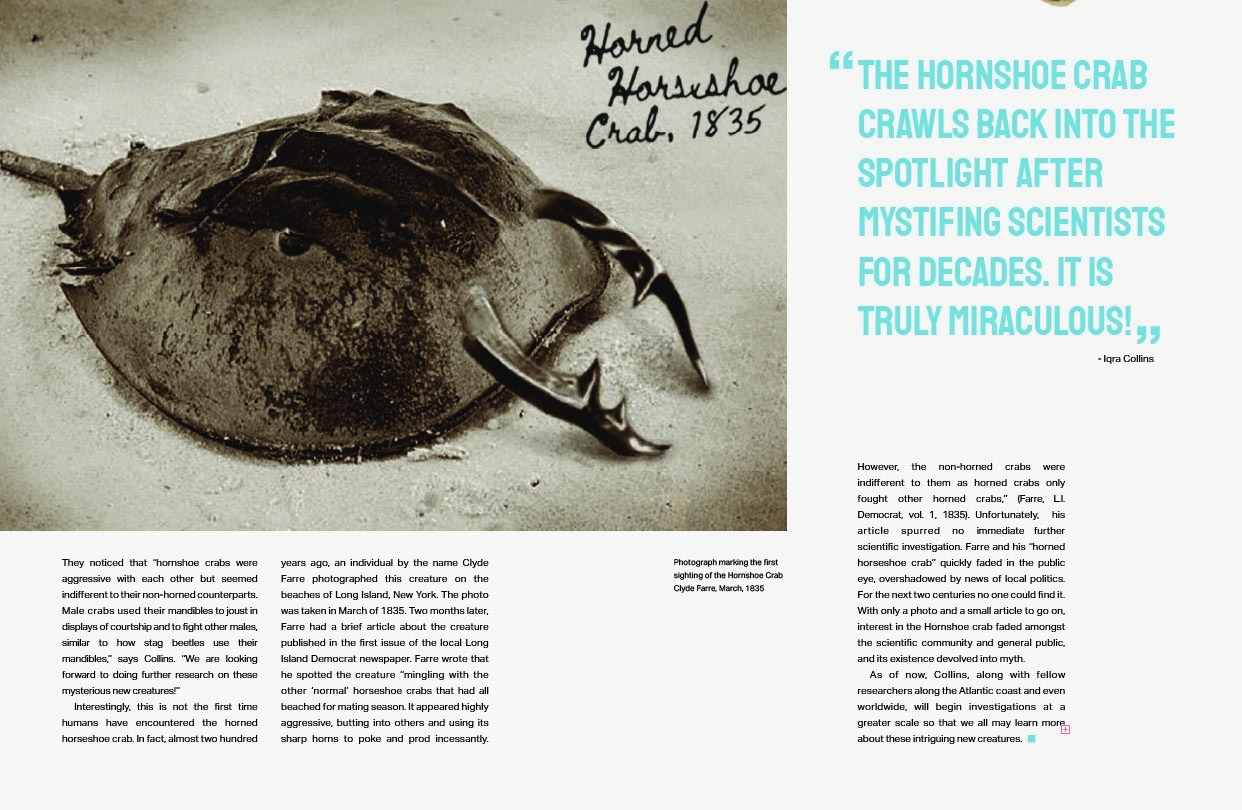 Horned
Horseshoe
Crab, 1835
“THE HORNSHOE CRAB
CRAWLS BACK INTO THE
SPOTLIGHT AFTER
MYSTIFING SCIENTISTS
FOR DECADES. IT IS
TRULY MIRACULOUS!”
- Iqra Collins
They noticed that “hornshoe crabs were
aggressive with each other but seemed
indifferent to their non-horned counterparts.
Male crabs used their mandibles to joust in
displays of courtship and to fight other males,
similar to how stag beetles use their
mandibles,” says Collins. “We are looking
forward to doing further research on these
mysterious new creatures!”
Interestingly, this is not the first time
humans have encountered the horned
horseshoe crab. In fact, almost two hundred
years ago, an individual by the name Clyde
Farre photographed this creature on the
beaches of Long Island, New York. The photo
was taken in March of 1835. Two months later,
Farre had a brief article about the creature
published in the first issue of the local Long
Island Democrat newspaper. Farre wrote that
he spotted the creature “mingling with the
other ‘normal’ horseshoe crabs that had all
beached for mating season. It appeared highly
aggressive, butting into others and using its
sharp horns to poke and prod incessantly.
Photograph marking the first
sighting of the Hornshoe Crab
Clyde Farre, March, 1835
However, the non-horned crabs were
indifferent to them as horned crabs only
fought other horned crabs,” (Farre, L.I.
Democrat, vol. 1, 1835). Unfortunately, his
article spurred no immediate further
scientific investigation. Farre and his “horned
horseshoe crab” quickly faded in the public
eye, overshadowed by news of local politics.
For the next two centuries no one could find it.
With only a photo and a small article to go on,
interest in the Hornshoe crab faded amongst
the scientific community and general public,
and its existence devolved into myth.
As of now, Collins, along with fellow
researchers along the Atlantic coast and even
worldwide, will begin investigations at a
greater scale so that we all may learn more
about these intriguing new creatures.